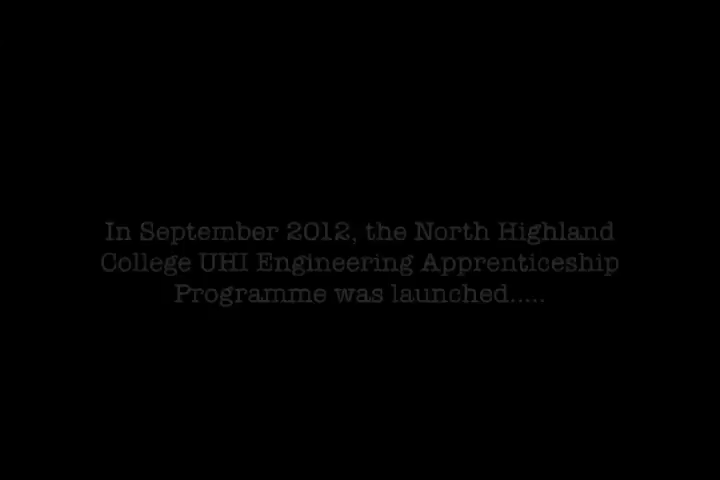 In September 2012, the North Highland
College UHI Engineering Apprenticeship
Programme was launched.....